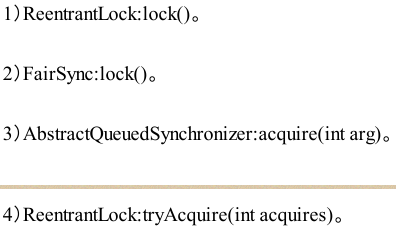 1）ReentrantLock:lock()。
2）FairSync:lock()。
3）AbstractQueuedSynchronizer:acquire(int arg)。
4）ReentrantLock:tryAcquire(int acquires)。